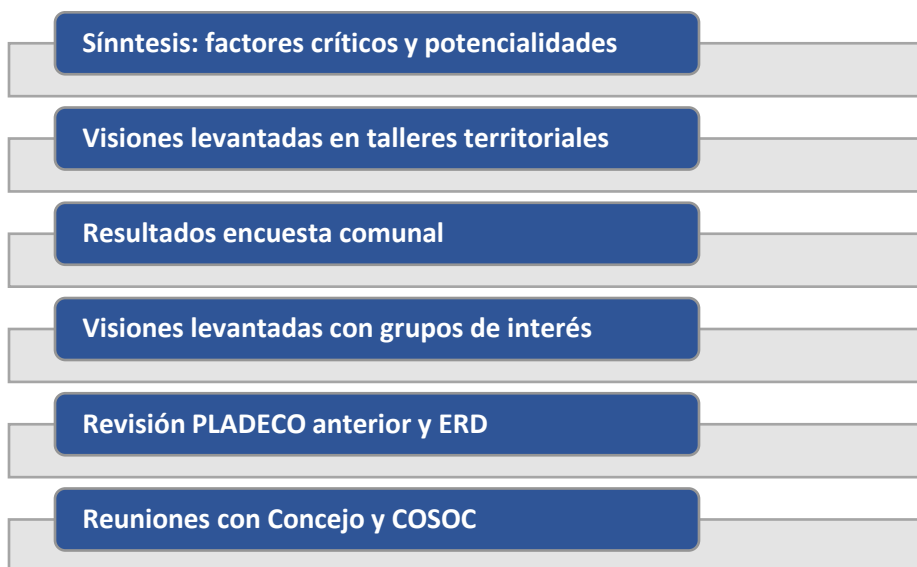 Sínntesis: factores críticos y potencialidades
Visiones levantadas en talleres territoriales
Resultados encuesta comunal
Visiones levantadas con grupos de interés
Revisión PLADECO anterior y ERD
Reuniones con Concejo y COSOC